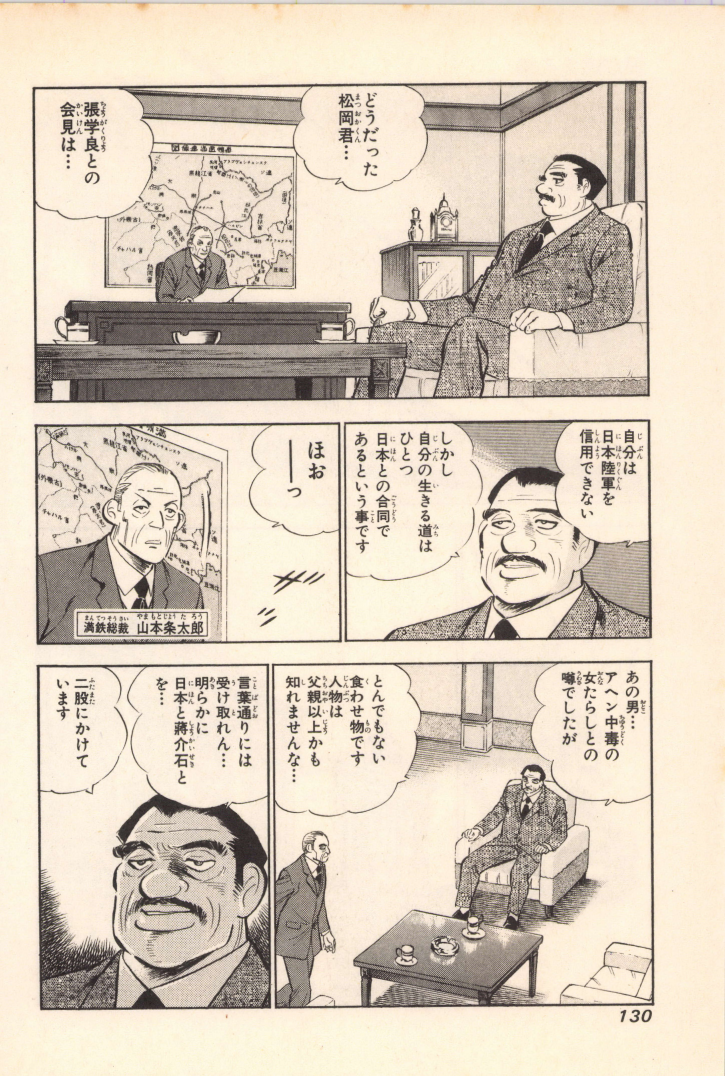 どうだった
松岡君…
張学良との
会見は…
自分は
日本陸軍を
信用できない
しかし
自分の生きる道は
ひとつ
日本との合同で
あるという事です
ほお
ーっ
満鉄総裁 山本条太郎
あの男…
アヘン中毒の
女たらしとの
噂でしたが
とんでもない
食わせ物です
人物は
父親以上かも
知れませんな…
言葉通りには
受け取れん…
明らかに
日本と蔣介石と
を…
二股にかけて
います
130